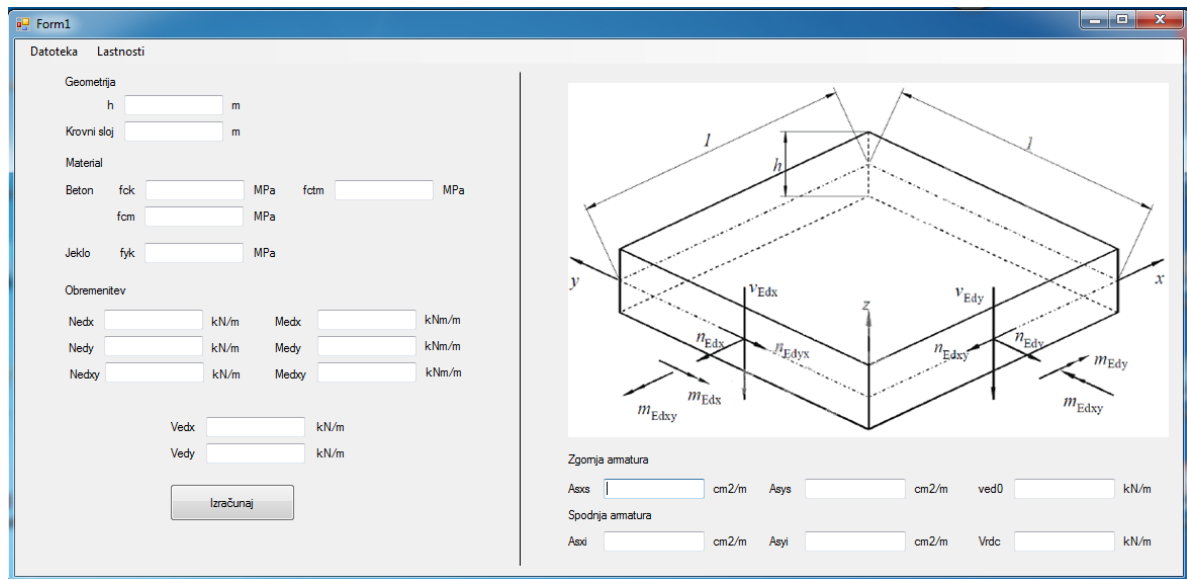 Form1
Datoteka Lastnosti
Geometrija
h m
Krovni sloj m
Material
Beton fck MPa fctm MPa
fcm MPa
Jeklo fyk MPa
Obremenitev
Nedx kN/m Medx kNm/m
Nedy kN/m Medy kNm/m
Nedxy kN/m Medxy kNm/m
Vedx kN/m
Vedy kN/m
Izračunaj
l l
h
y x
vEdx vEdy
z
nEdx nEdyx nEdxy nEdy
mEdy
mEdxy mEdx mEdxy
Zgornja armatura
Asxs cm2/m Asys cm2/m ved0 kN/m
Spodnja armatura
Asxi cm2/m Asyi cm2/m Vrdc kN/m